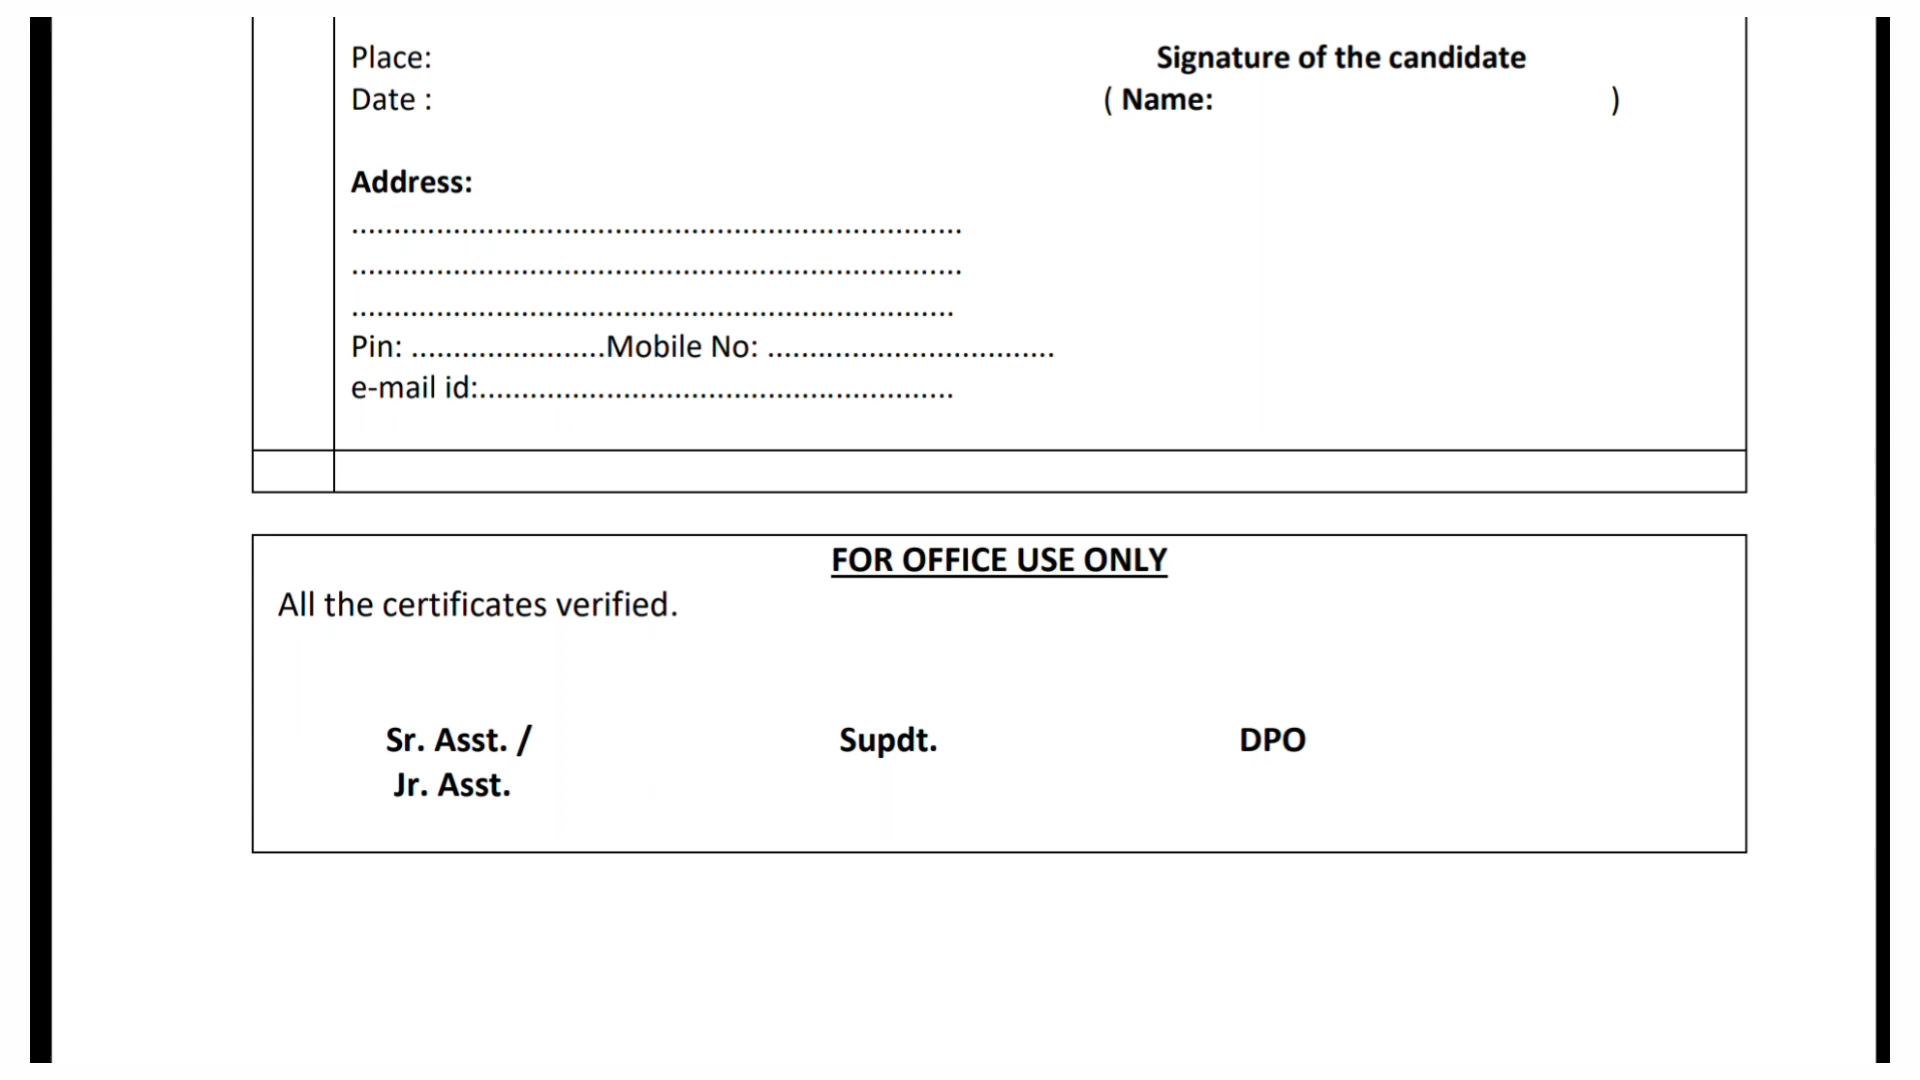 Place: Signature of the candidate
Date : ( Name: )
Address:
........................................................................
........................................................................
.......................................................................
Pin: .......................Mobile No: ..................................
e-mail id:........................................................
FOR OFFICE USE ONLY
All the certificates verified.
Sr. Asst. / Supdt. DPO
Jr. Asst.